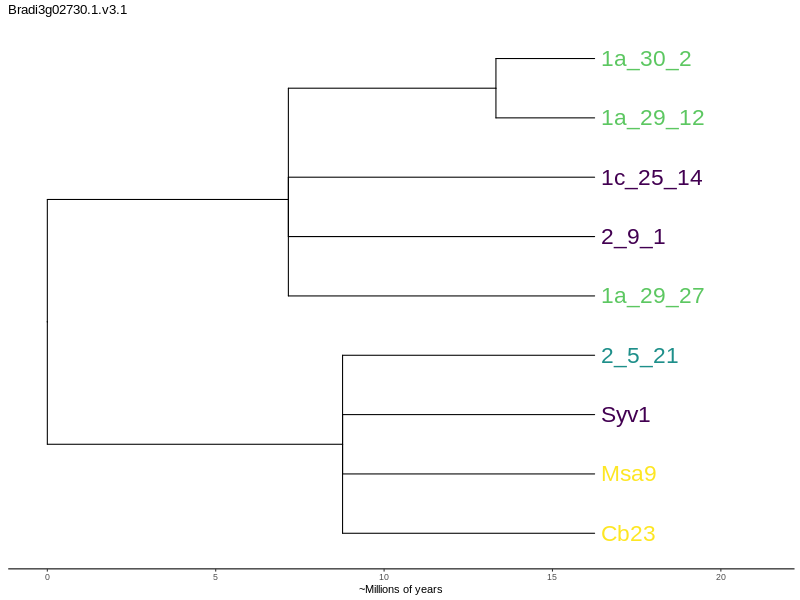 Bradi3g02730.1.v3.1
1a_30_2
1a_29_12
1c_25_14
2_9_1
1a_29_27
2_5_21
Syv1
Msa9
Cb23
0 5 10 15 20
~Millions of years